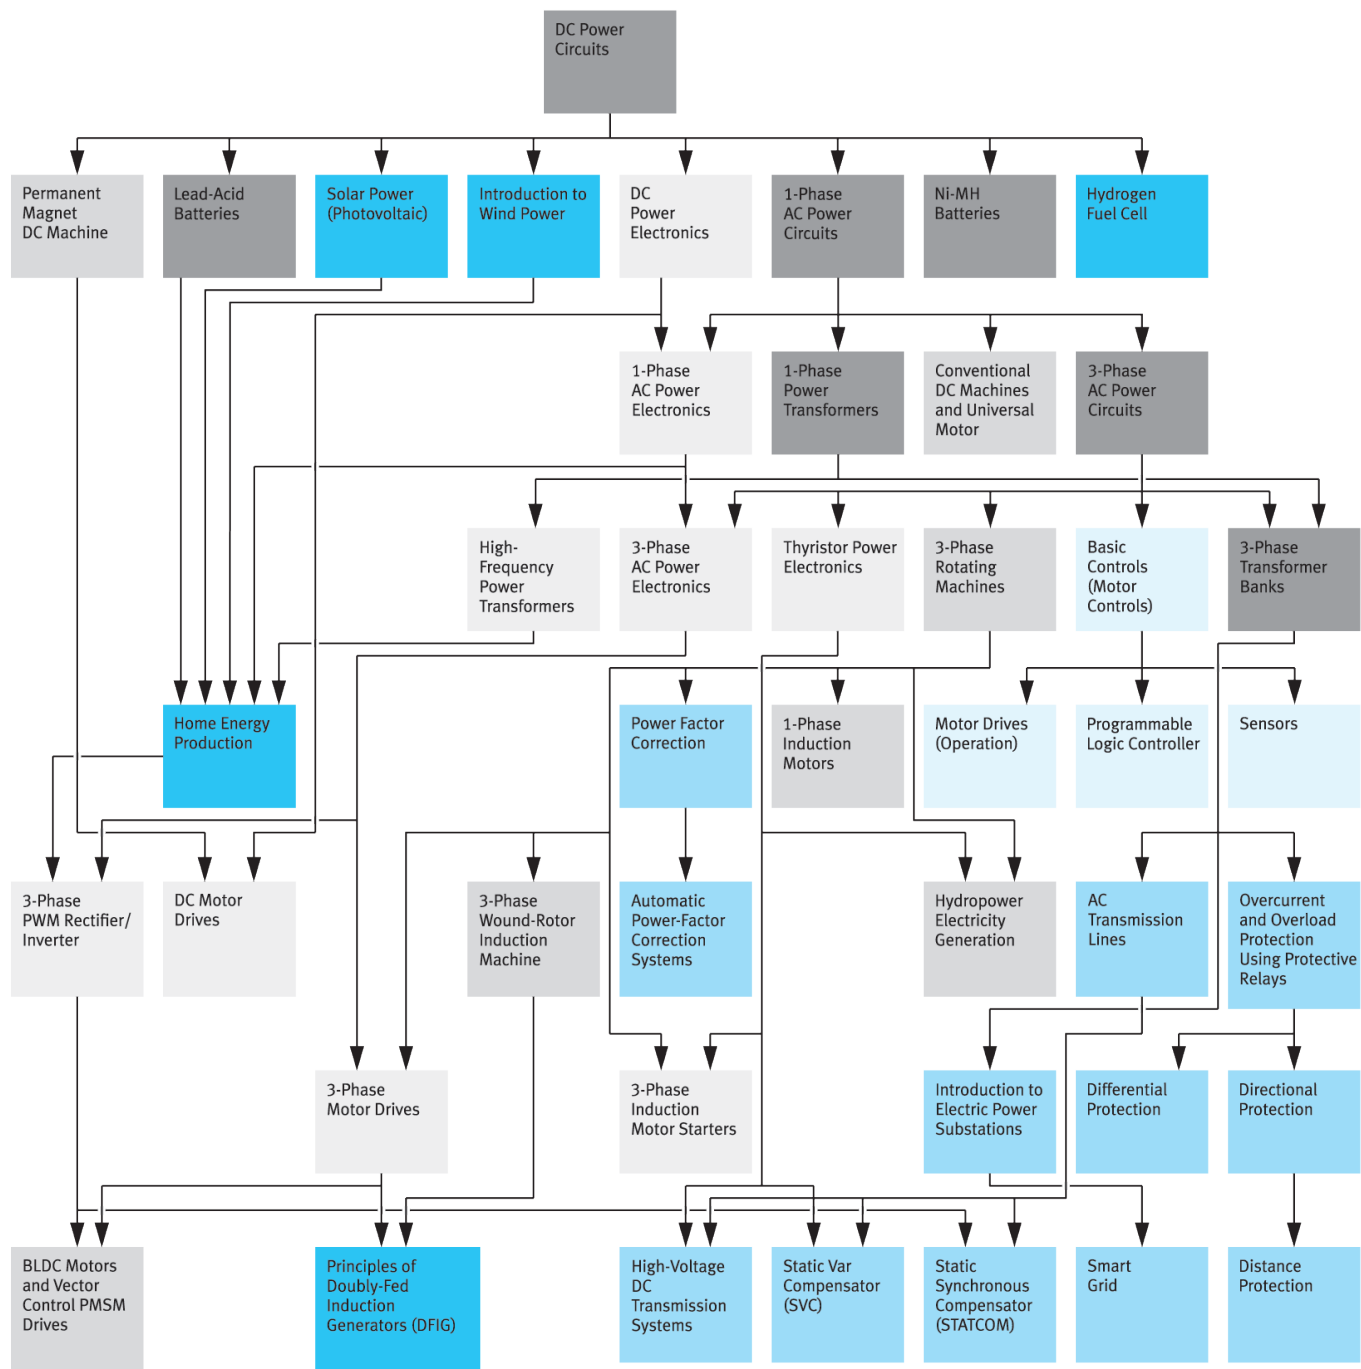 DC Power
Circuits
Permanent
Magnet
DC Machine
Lead-Acid
Batteries
Solar Power
(Photovoltaic)
Introduction to
Wind Power
DC
Power
Electronics
1-Phase
AC Power
Circuits
Ni-MH
Batteries
Hydrogen
Fuel Cell
1-Phase
AC Power
Electronics
1-Phase
Power
Transformers
Conventional
DC Machines
and Universal
Motor
3-Phase
AC Power
Circuits
High-
Frequency
Power
Transformers
3-Phase
AC Power
Electronics
Thyristor Power
Electronics
3-Phase
Rotating
Machines
Basic
Controls
(Motor
Controls)
3-Phase
Transformer
Banks
Home Energy
Production
Power Factor
Correction
1-Phase
Induction
Motors
Motor Drives
(Operation)
Programmable
Logic Controller
Sensors
3-Phase
PWM Rectifier/
Inverter
DC Motor
Drives
3-Phase
Wound-Rotor
Induction
Machine
Automatic
Power-Factor
Correction
Systems
Hydropower
Electricity
Generation
AC
Transmission
Lines
Overcurrent
and Overload
Protection
Using Protective
Relays
3-Phase
Motor Drives
3-Phase
Induction
Motor Starters
Introduction to
Electric Power
Substations
Differential
Protection
Directional
Protection
BLDC Motors
and Vector
Control PMSM
Drives
Principles of
Doubly-Fed
Induction
Generators (DFIG)
High-Voltage
DC
Transmission
Systems
Static Var
Compensator
(SVC)
Static
Synchronous
Compensator
(STATCOM)
Smart
Grid
Distance
Protection